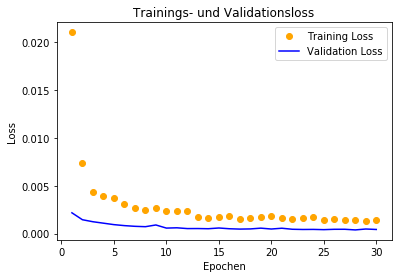 Trainings- und Validationsloss
Training Loss
Validation Loss
0.020
0.015
0.010
0.005
0.000
Loss
0 5 10 15 20 25 30
Epochen